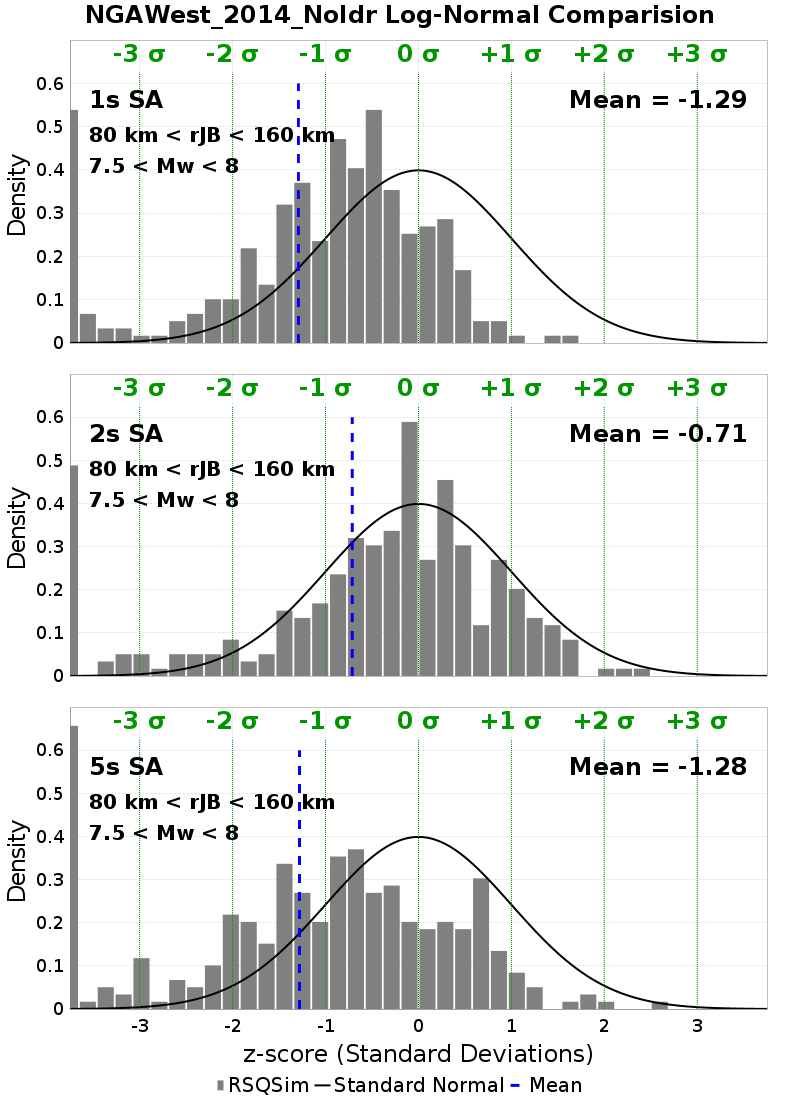 NGAWest_2014_NoIdr Log-Normal Comparision
-3 σ -2 σ -1 σ 0 σ +1 σ +2 σ +3 σ
1s SA Mean = -1.29
80 km < rJB < 160 km
7.5 < Mw < 8
Density
0.6
0.5
0.4
0.3
0.2
0.1
0
-3 σ -2 σ -1 σ 0 σ +1 σ +2 σ +3 σ
2s SA Mean = -0.71
80 km < rJB < 160 km
7.5 < Mw < 8
Density
0.6
0.5
0.4
0.3
0.2
0.1
0
-3 σ -2 σ -1 σ 0 σ +1 σ +2 σ +3 σ
5s SA Mean = -1.28
80 km < rJB < 160 km
7.5 < Mw < 8
Density
0.6
0.5
0.4
0.3
0.2
0.1
0
-3 -2 -1 0 1 2 3
z-score (Standard Deviations)
RSQSim Standard Normal Mean